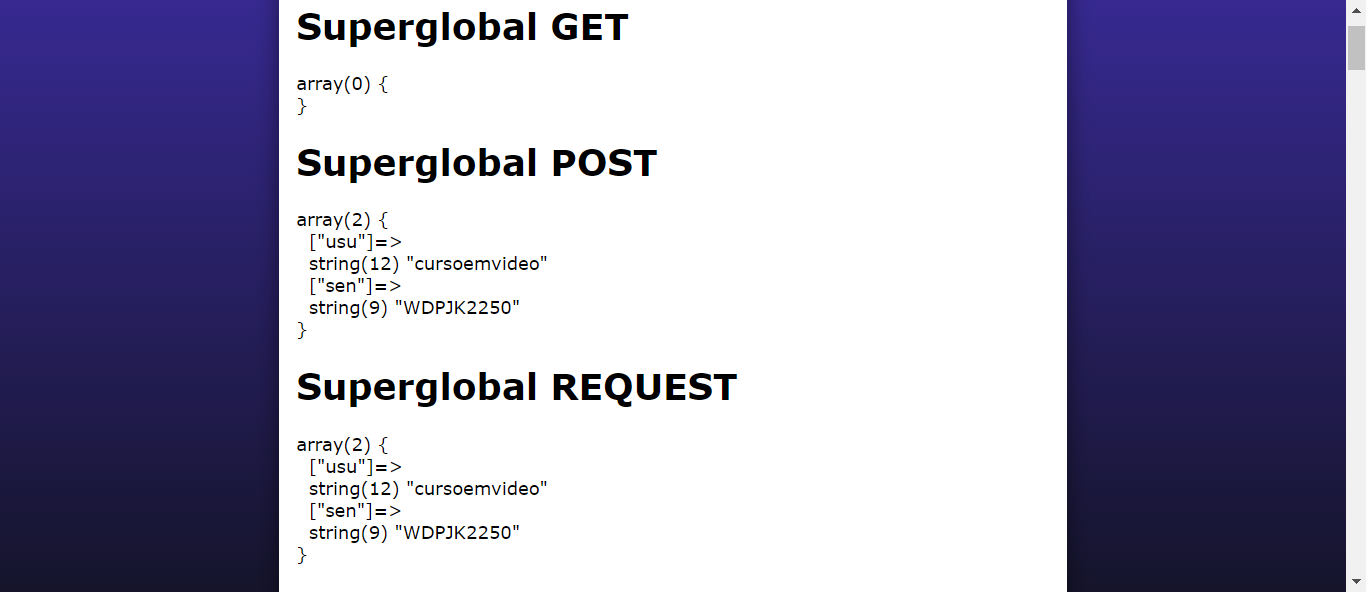 Superglobal GET
array(0) {
}
Superglobal POST
array(2) {
  ["usu"]=>
  string(12) "cursoemvideo"
  ["sen"]=>
  string(9) "WDPJK2250"
}
Superglobal REQUEST
array(2) {
  ["usu"]=>
  string(12) "cursoemvideo"
  ["sen"]=>
  string(9) "WDPJK2250"
}